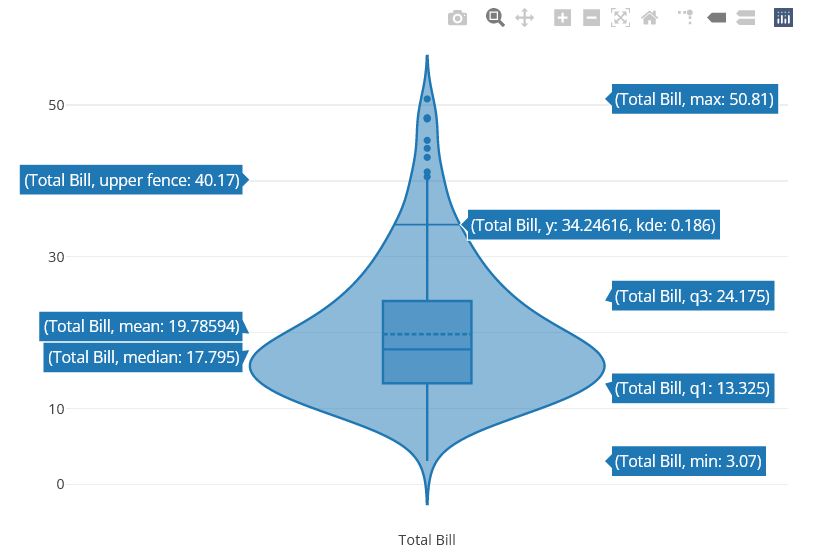 50
(Total Bill, max: 50.81)
(Total Bill, upper fence: 40.17)
(Total Bill, y: 34.24616, kde: 0.186)
30
(Total Bill, q3: 24.175)
(Total Bill, mean: 19.78594)
(Total Bill, median: 17.795)
(Total Bill, q1: 13.325)
10
(Total Bill, min: 3.07)
0
Total Bill